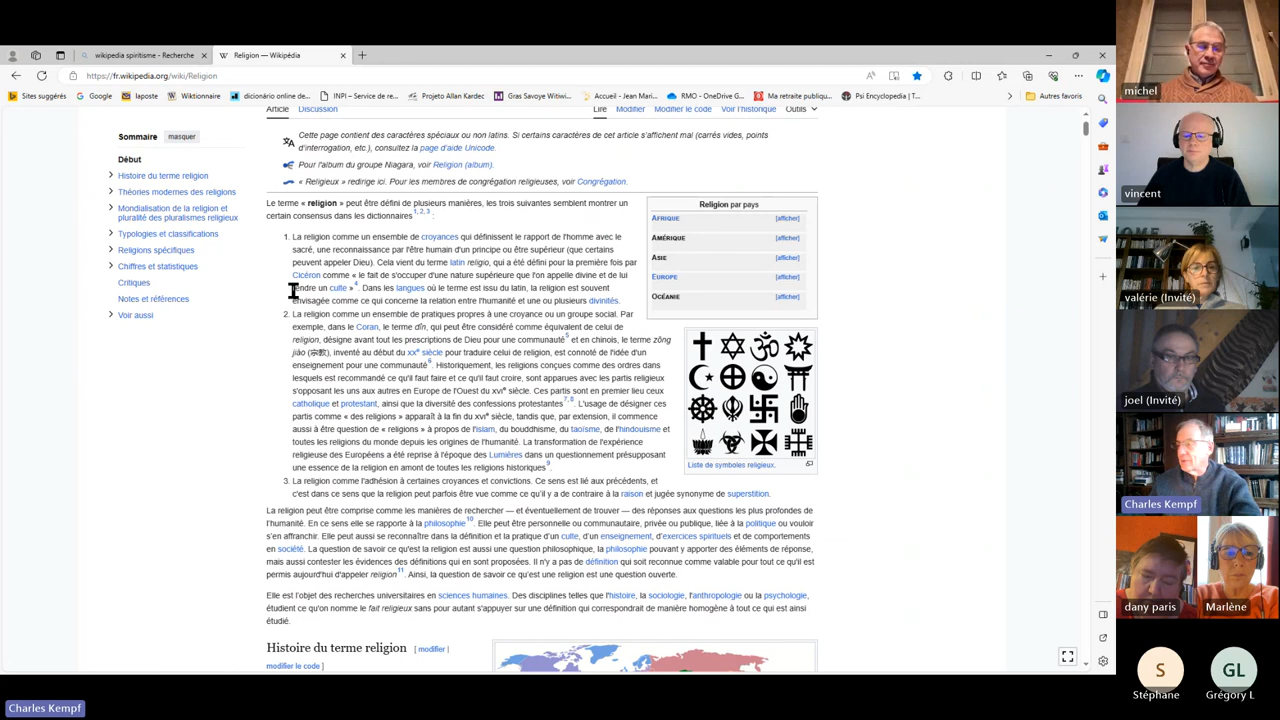 wikipedia spiritisme - Recherche
Religion — Wikipédia
https://fr.wikipedia.org/wiki/Religion
Sites suggérés
Google
laposte
Wiktionnaire
dicionário online de...
INPI – Service de re...
Projeto Allan Kardec
Gras Savoye Witiwi...
Accueil - Jean Mari...
RMO - OneDrive G...
Ma retraite publiqu...
Psi Encyclopedia | T...
Autres favoris
Article
Discussion
Lire
Modifier
Modifier le code
Voir l'historique
Outils
Sommaire
masquer
Début
Histoire du terme religion
Théories modernes des religions
Mondialisation de la religion et
pluralité des pluralismes religieux
Typologies et classifications
Religions spécifiques
Chiffres et statistiques
Critiques
Notes et références
Voir aussi
Cette page contient des caractères spéciaux ou non latins. Si certains caractères de cet article s'affichent mal (carrés vides, points
d'interrogation, etc.), consultez la page d'aide Unicode.
Pour l'album du groupe Niagara, voir Religion (album).
« Religieux » redirige ici. Pour les membres de congrégation religieuses, voir Congrégation.
Le terme « religion » peut être défini de plusieurs manières, les trois suivantes semblent montrer un
certain consensus dans les dictionnaires1, 2, 3 :
1. La religion comme un ensemble de croyances qui définissent le rapport de l'homme avec le
sacré, une reconnaissance par l'être humain d'un principe ou être supérieur (que certains
peuvent appeler Dieu). Cela vient du terme latin religio, qui a été défini pour la première fois par
Cicéron comme « le fait de s'occuper d'une nature supérieure que l'on appelle divine et de lui
rendre un culte »4. Dans les langues où le terme est issu du latin, la religion est souvent
envisagée comme ce qui concerne la relation entre l'humanité et une ou plusieurs divinités.
2. La religion comme un ensemble de pratiques propres à une croyance ou un groupe social. Par
exemple, dans le Coran, le terme dīn, qui peut être considéré comme équivalent de celui de
religion, désigne avant tout les prescriptions de Dieu pour une communauté5 et en chinois, le terme zōng
jiào (宗教), inventé au début du XXe siècle pour traduire celui de religion, est connoté de l'idée d'un
enseignement pour une communauté6. Historiquement, les religions conçues comme des ordres dans
lesquels est recommandé ce qu'il faut faire et ce qu'il faut croire, sont apparues avec les partis religieux
s'opposant les uns aux autres en Europe de l'Ouest du XVIe siècle. Ces partis sont en premier lieu ceux
catholique et protestant, ainsi que la diversité des confessions protestantes7, 8. L'usage de désigner ces
partis comme « des religions » apparaît à la fin du XVIe siècle, tandis que, par extension, il commence
aussi à être question de « religions » à propos de l'islam, du bouddhisme, du taoïsme, de l'hindouisme et
toutes les religions du monde depuis les origines de l'humanité. La transformation de l'expérience
religieuse des Européens a été reprise à l'époque des Lumières dans un questionnement présupposant
une essence de la religion en amont de toutes les religions historiques9.
3. La religion comme l'adhésion à certaines croyances et convictions. Ce sens est lié aux précédents, et
c'est dans ce sens que la religion peut parfois être vue comme ce qu'il y a de contraire à la raison et jugée synonyme de superstition.
La religion peut être comprise comme les manières de rechercher — et éventuellement de trouver — des réponses aux questions les plus profondes de
l'humanité. En ce sens elle se rapporte à la philosophie10. Elle peut être personnelle ou communautaire, privée ou publique, liée à la politique ou vouloir
s'en affranchir. Elle peut aussi se reconnaître dans la définition et la pratique d'un culte, d'un enseignement, d'exercices spirituels et de comportements
en société. La question de savoir ce qu'est la religion est aussi une question philosophique, la philosophie pouvant y apporter des éléments de réponse,
mais aussi contester les évidences des définitions qui en sont proposées. Il n'y a pas de définition qui soit reconnue comme valable pour tout ce qu'il est
permis aujourd'hui d'appeler religion11. Ainsi, la question de savoir ce qu'est une religion est une question ouverte.
Elle est l'objet des recherches universitaires en sciences humaines. Des disciplines telles que l'histoire, la sociologie, l'anthropologie ou la psychologie,
étudient ce qu'on nomme le fait religieux sans pour autant s'appuyer sur une définition qui correspondrait de manière homogène à tout ce qui est ainsi
étudié.
Histoire du terme religion [ modifier |
modifier le code ]
Religion par pays
AFRIQUE [afficher]
AMÉRIQUE [afficher]
ASIE [afficher]
EUROPE [afficher]
OCÉANIE [afficher]
Liste de symboles religieux.
michel
vincent
valérie (Invité)
joel (Invité)
Charles Kempf
dany paris
Marlène
S
Stéphane
GL
Grégory L
Charles Kempf